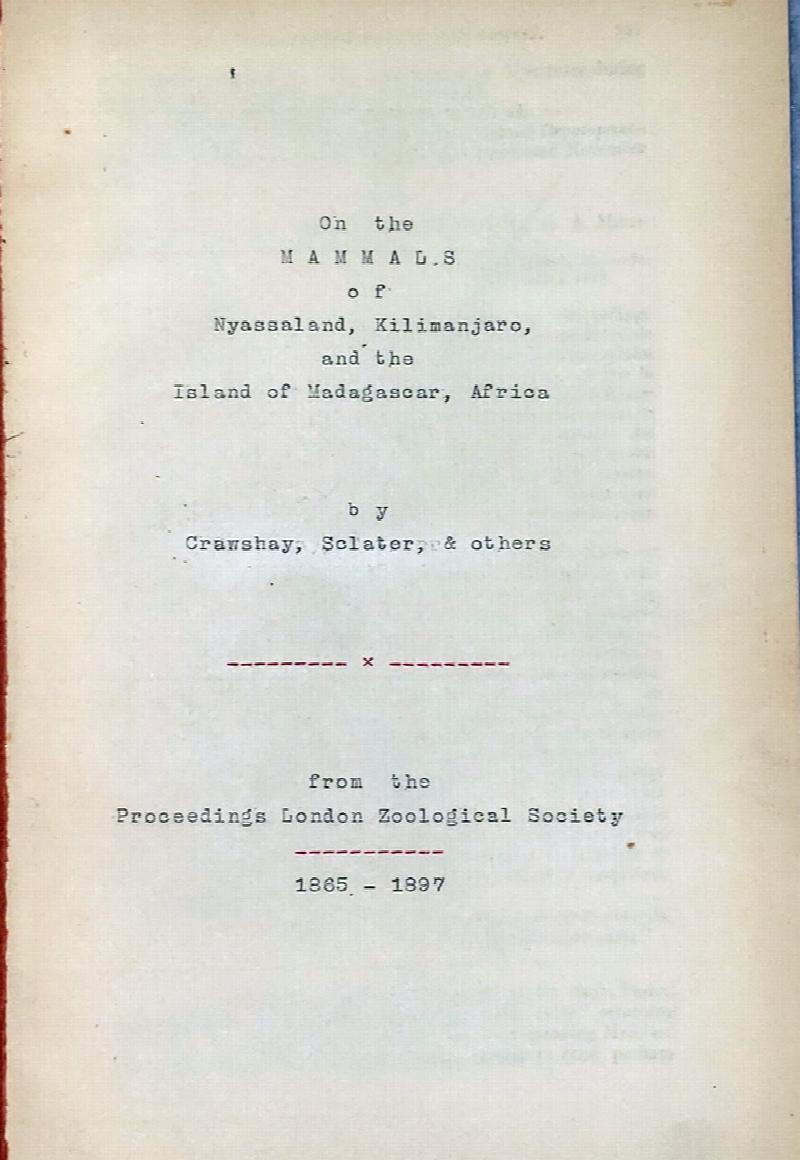 On the
M A M M A L S
o f
Nyassaland, Kilimanjaro,
and the
Island of Madagascar, Africa
b y
Crawshay, Sclater, & others
--------- x ---------
from the
Proceedings London Zoological Society
-----------
1865 - 1897